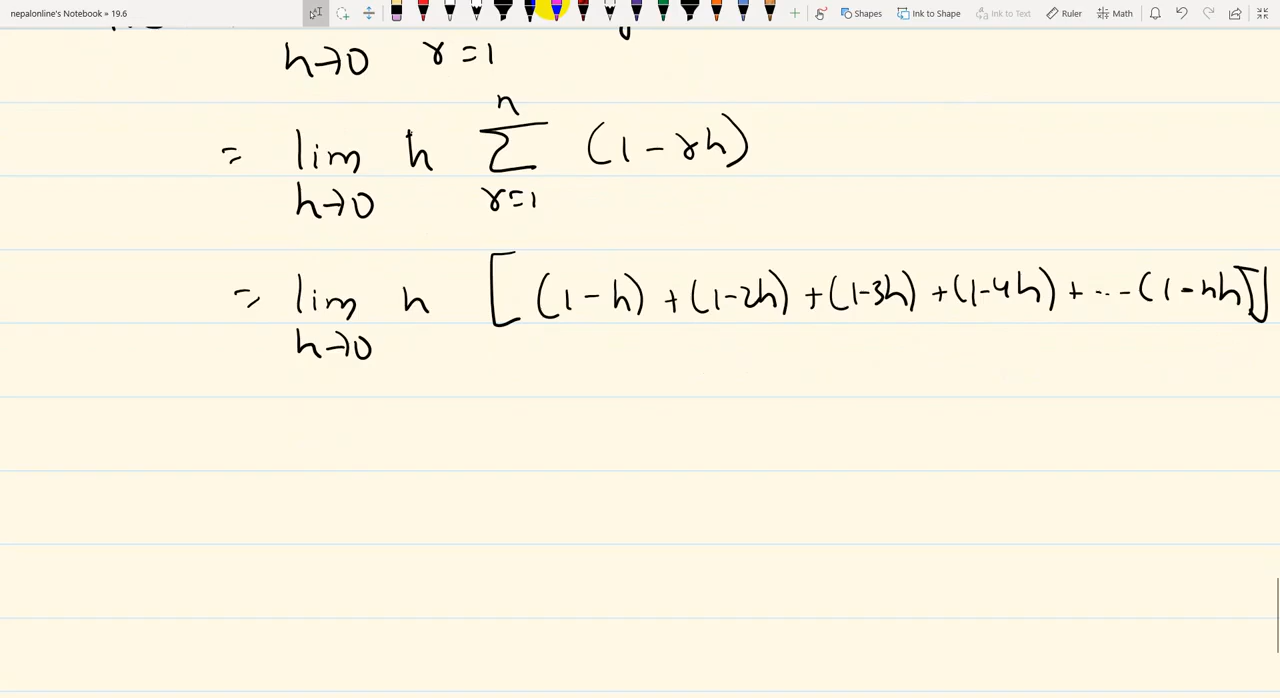 nepalonline's Notebook » 19.6 Shapes Ink to Shape Ink to Text Ruler Math
h→0 r=1
n
= lim h Σ (1-rh)
h→0 r=1
= lim h [(1-h)+(1-2h)+(1-3h)+(1-4h)+...-(1-nh)]
h→0